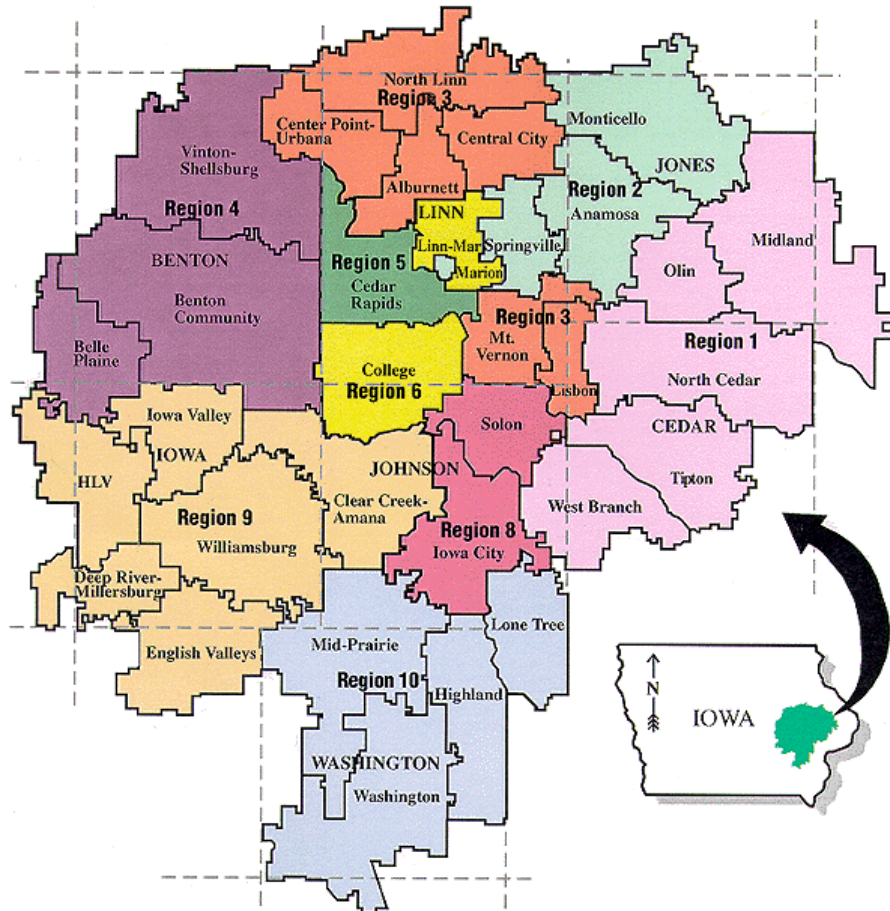 North Linn
Region 3
Center Point-
Urbana
Central City
Alburnett
Monticello
JONES
Region 2
Anamosa
Vinton-
Shellsburg
Region 4
LINN
Linn-Mar
Springville
Marion
Midland
Olin
BENTON
Benton
Community
Belle
Plaine
Region 5
Cedar
Rapids
Region 3
Mt.
Vernon
Lisbon
Region 1
North Cedar
College
Region 6
Iowa Valley
IOWA
HLV
Solon
CEDAR
Tipton
West Branch
JOHNSON
Clear Creek-
Amana
Region 9
Williamsburg
Region 8
Iowa City
Deep River-
Millersburg
English Valleys
Mid-Prairie
Lone Tree
Region 10
Highland
WASHINGTON
Washington
N
IOWA